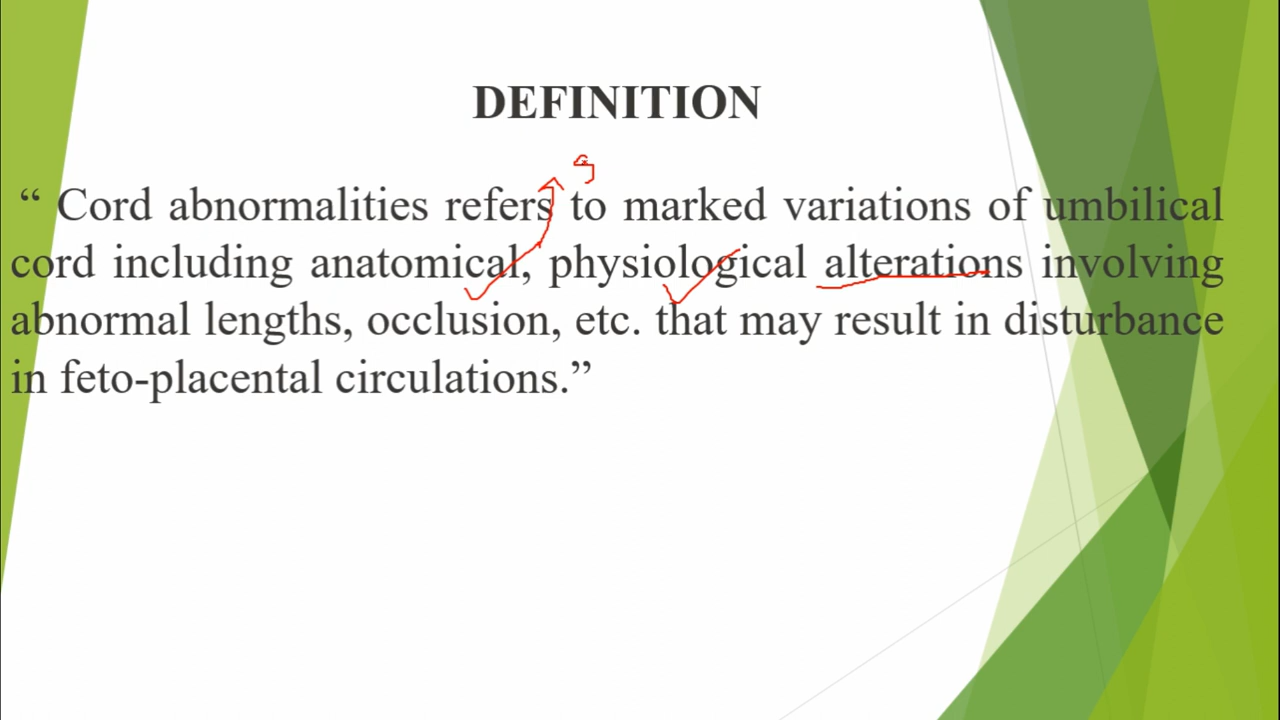 DEFINITION
“ Cord abnormalities refers to marked variations of umbilical
cord including anatomical, physiological alterations involving
abnormal lengths, occlusion, etc. that may result in disturbance
in feto-placental circulations.”